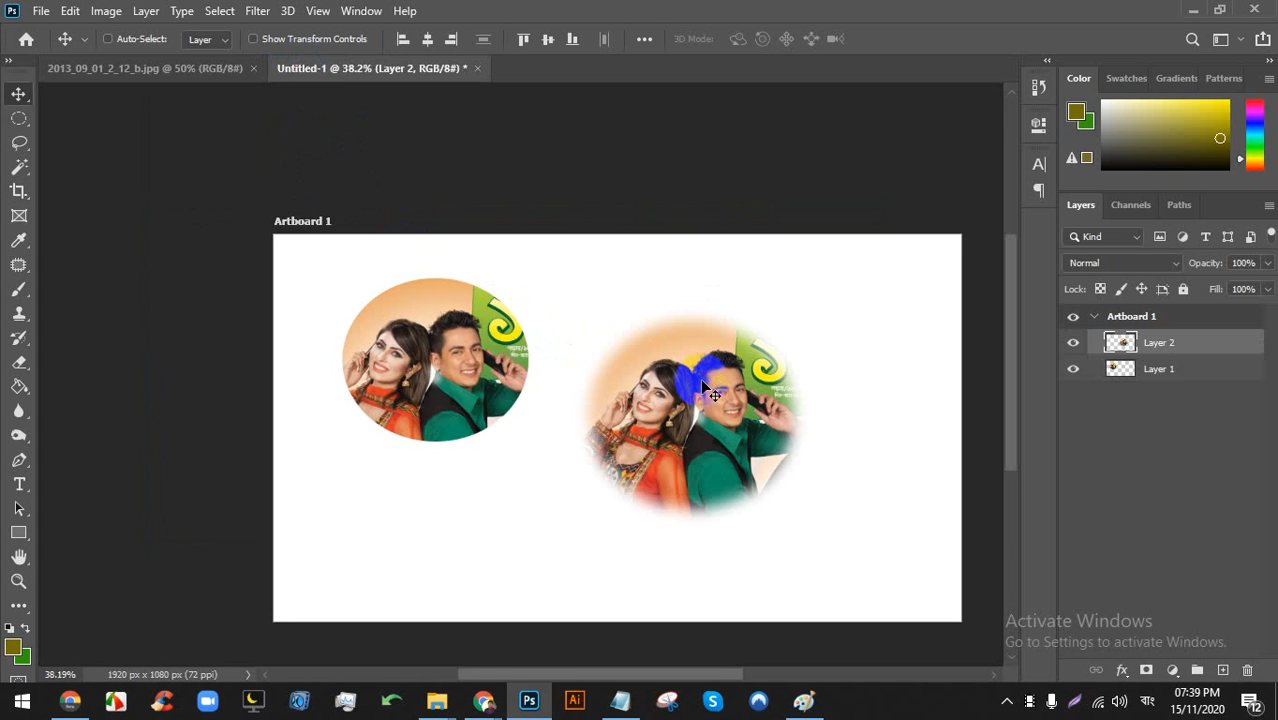 Ps File Edit Image Layer Type Select Filter 3D View Window Help
Auto-Select: Layer Show Transform Controls 3D Mode:
2013_09_01_2_12_b.jpg @ 50% (RGB/8#) × Untitled-1 @ 38.2% (Layer 2, RGB/8#) * ×
Color Swatches Gradients Patterns
Artboard 1
Layers Channels Paths
Kind
Normal Opacity: 100%
Lock: Fill: 100%
Artboard 1
Layer 2
Layer 1
Activate Windows
Go to Settings to activate Windows.
38.19% 1920 px x 1080 px (72 ppi)
Ps Ai বাং 07:39 PM
15/11/2020 12